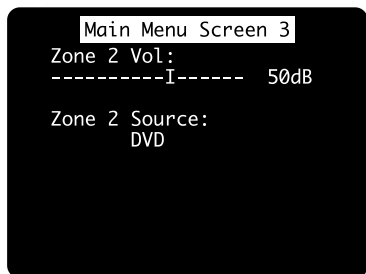 Main Menu Screen 3
Zone 2 Vol:
----------I------ 50dB
Zone 2 Source:
DVD